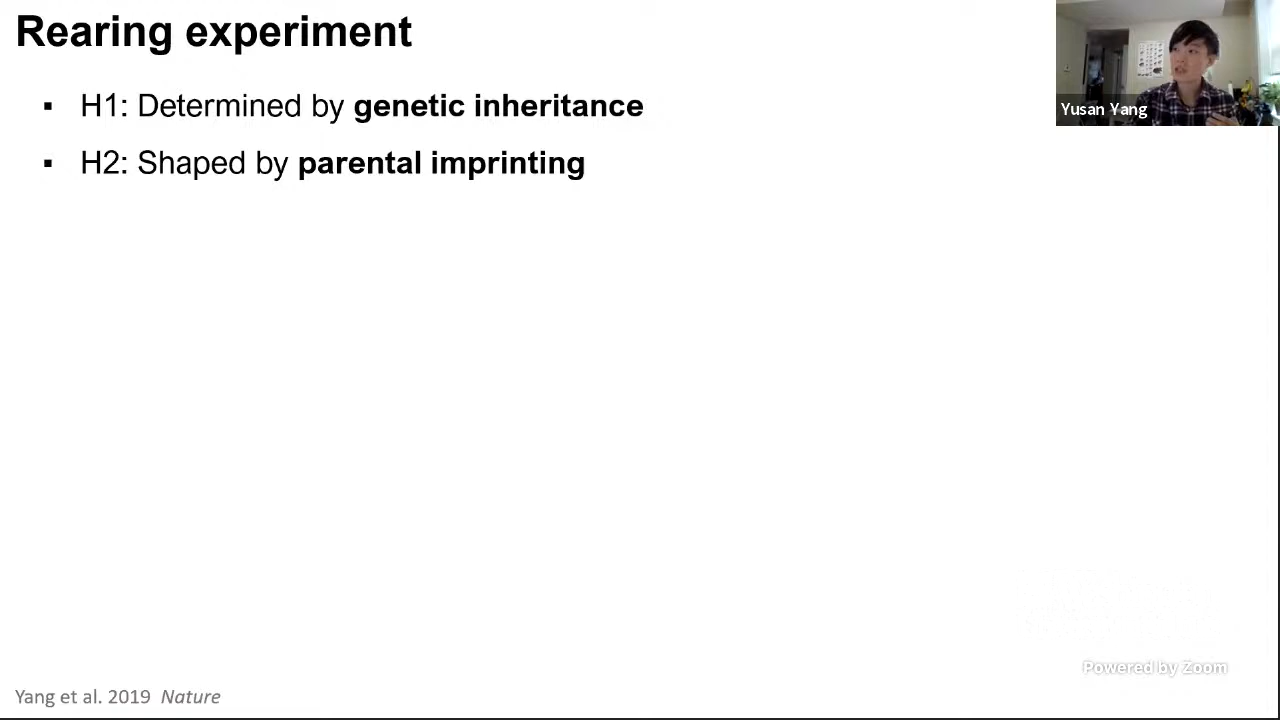 Rearing experiment
▪ H1: Determined by genetic inheritance
▪ H2: Shaped by parental imprinting
Yusan Yang
Powered by Zoom
Yang et al. 2019 Nature